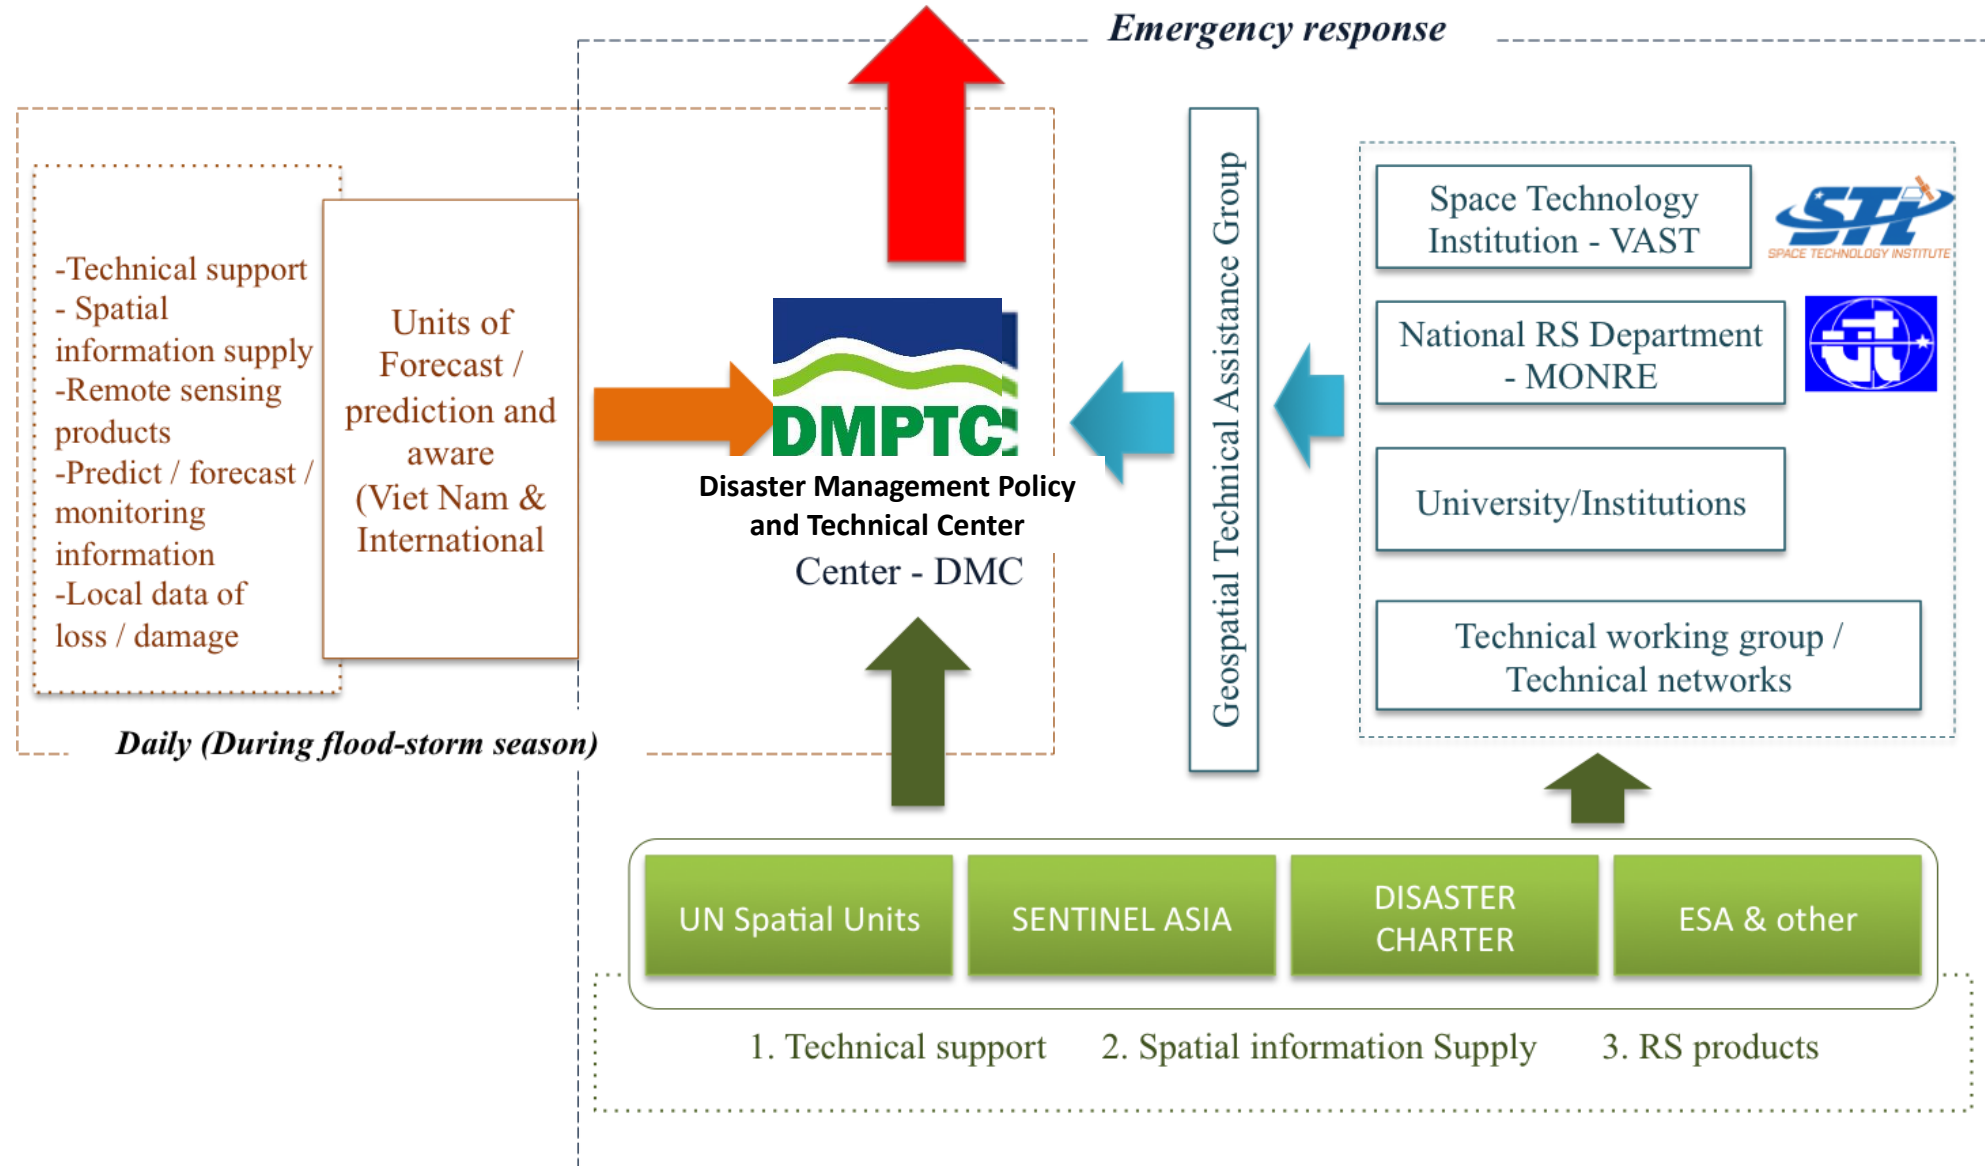 Emergency response
-Technical support
- Spatial
information supply
-Remote sensing
products
-Predict / forecast /
monitoring
information
-Local data of
loss / damage
Units of
Forecast /
prediction and
aware
(Viet Nam &
International
Daily (During flood-storm season)
DMPTC
Disaster Management Policy
and Technical Center
Center - DMC
Geospatial Technical Assistance Group
Space Technology
Institution - VAST
STI
SPACE TECHNOLOGY INSTITUTE
National RS Department
- MONRE
University/Institutions
Technical working group /
Technical networks
UN Spatial Units
SENTINEL ASIA
DISASTER
CHARTER
ESA & other
1. Technical support 2. Spatial information Supply 3. RS products